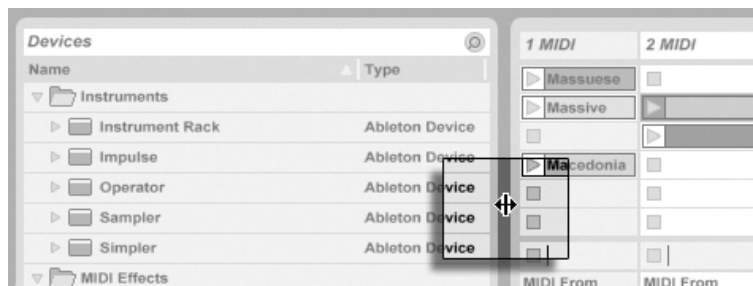 Devices
Name Type
Instruments
Instrument Rack Ableton Device
Impulse Ableton Device
Operator Ableton Device
Sampler Ableton Device
Simpler Ableton Device
MIDI Effects
1 MIDI 2 MIDI
Massuese
Massive
Macedonia
MIDI From MIDI From